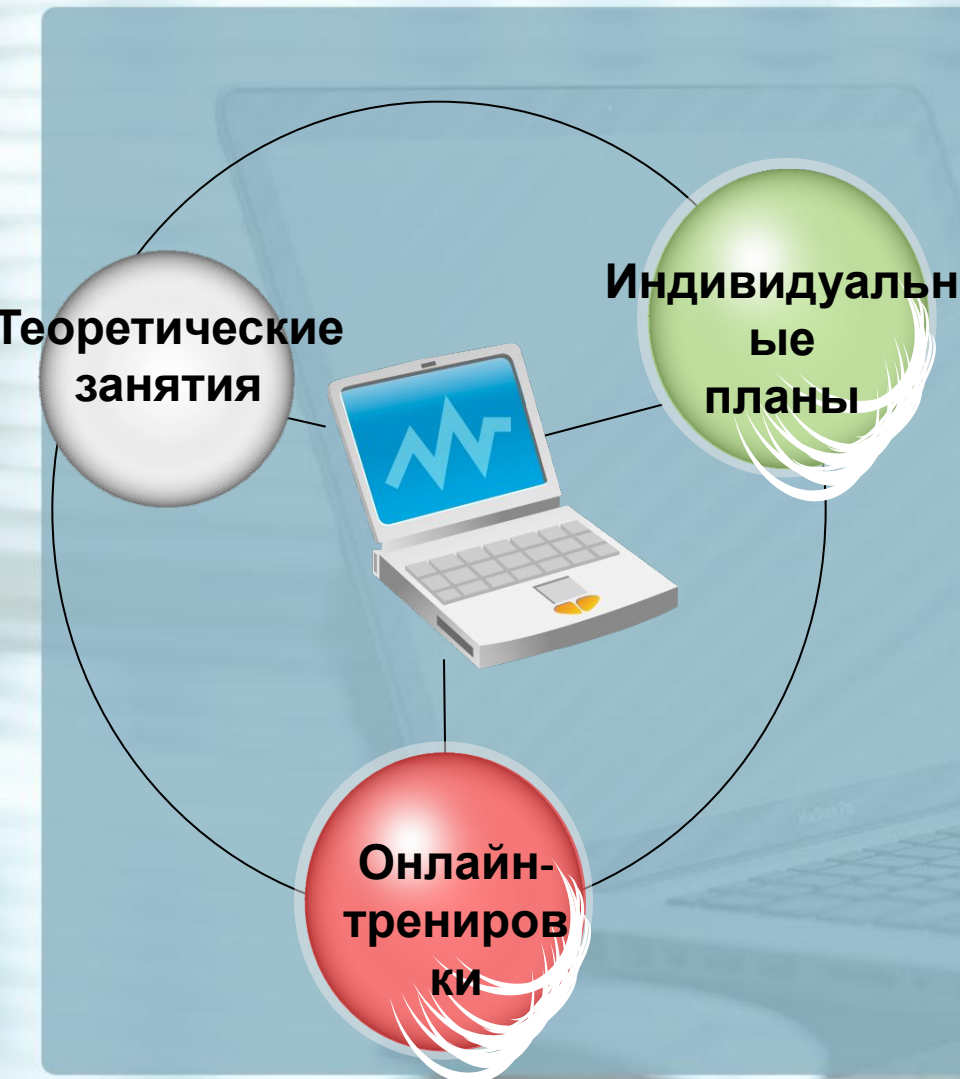 Теоретические
занятия
Индивидуальн
ые
планы
Онлайн-
трениров
ки